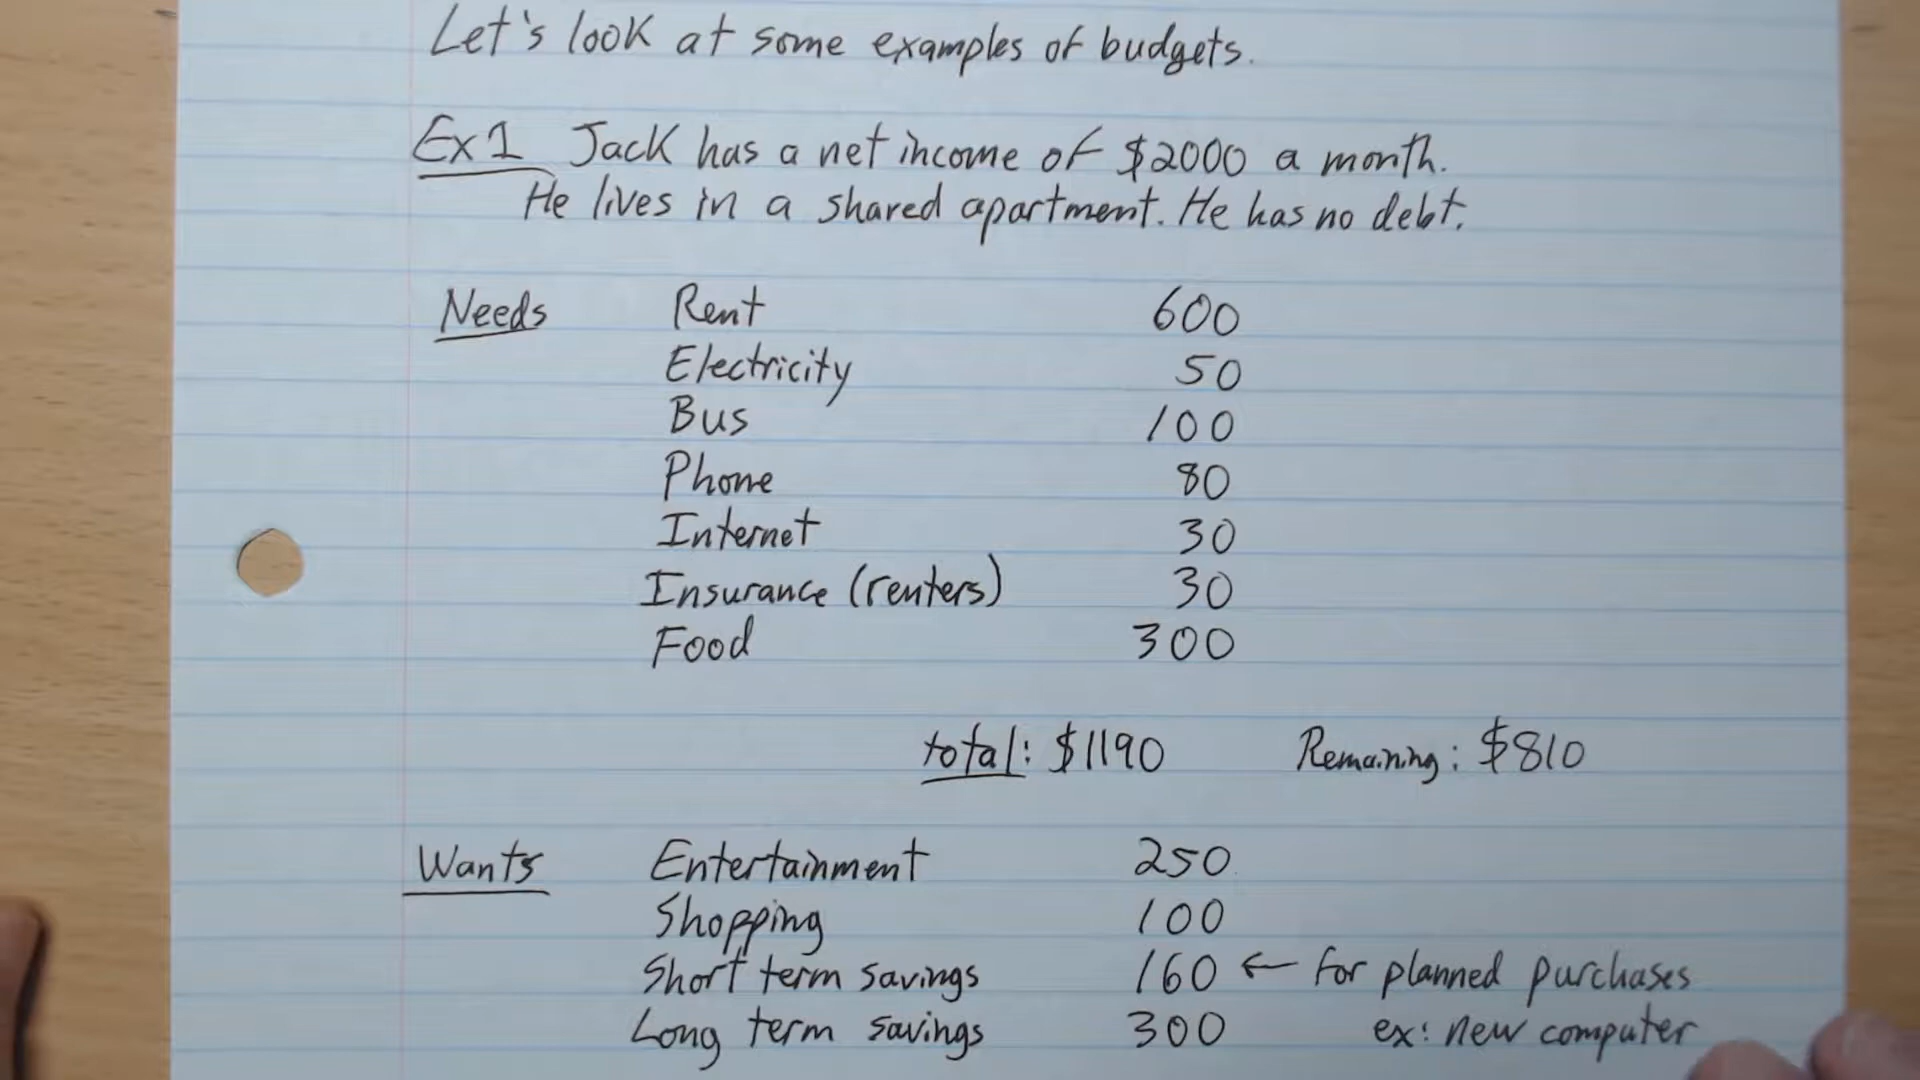 Let's look at some examples of budgets.
Ex1 Jack has a net income of $2000 a month.
He lives in a shared apartment. He has no debt.
Needs Rent 600
Electricity 50
Bus 100
Phone 80
Internet 30
Insurance (renters) 30
Food 300
total: $1190 Remaining: $810
Wants Entertainment 250
Shopping 100
Short term savings 160 ← for planned purchases
Long term savings 300 ex: new computer